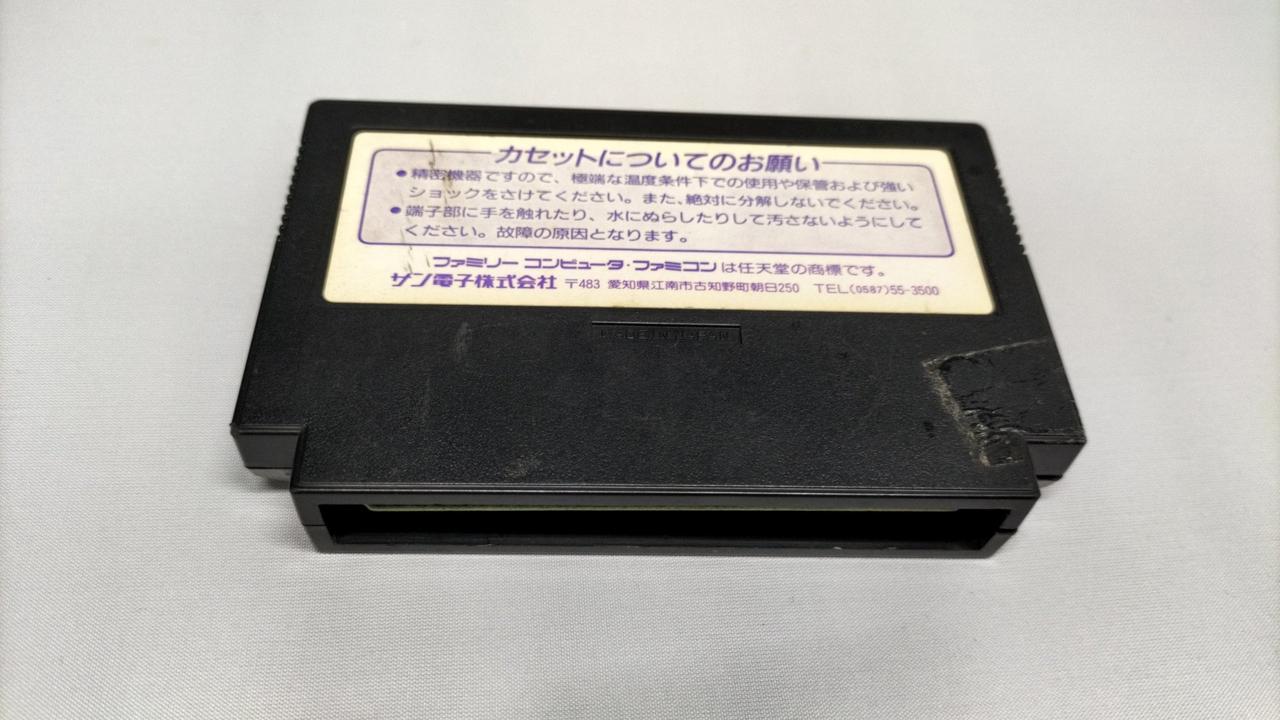 カセットについてのお願い
●精密機器ですので、極端な温度条件下での使用や保管および強い
ショックをさけてください。また、絶対に分解しないでください。
●端子部に手を触れたり、水にぬらしたりして汚さないようにして
ください。故障の原因となります。
ファミリー コンピュータ・ファミコンは任天堂の商標です。
サン電子株式会社 〒483 愛知県江南市古知野町朝日250 TEL(0587)55-3500